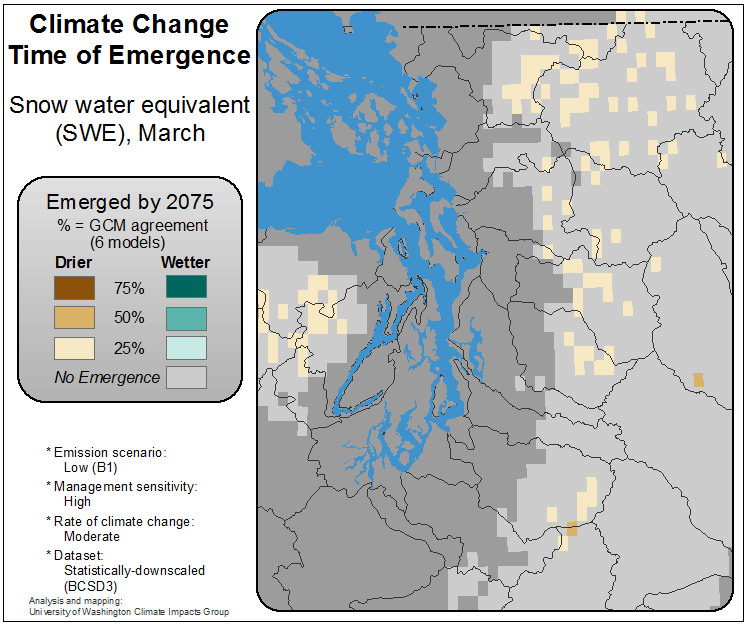 Climate Change
Time of Emergence
Snow water equivalent
(SWE), March
Emerged by 2075
% = GCM agreement
(6 models)
Drier Wetter
75%
50%
25%
No Emergence
* Emission scenario:
Low (B1)
* Management sensitivity:
High
* Rate of climate change:
Moderate
* Dataset:
Statistically-downscaled
(BCSD3)
Analysis and mapping:
University of Washington Climate Impacts Group